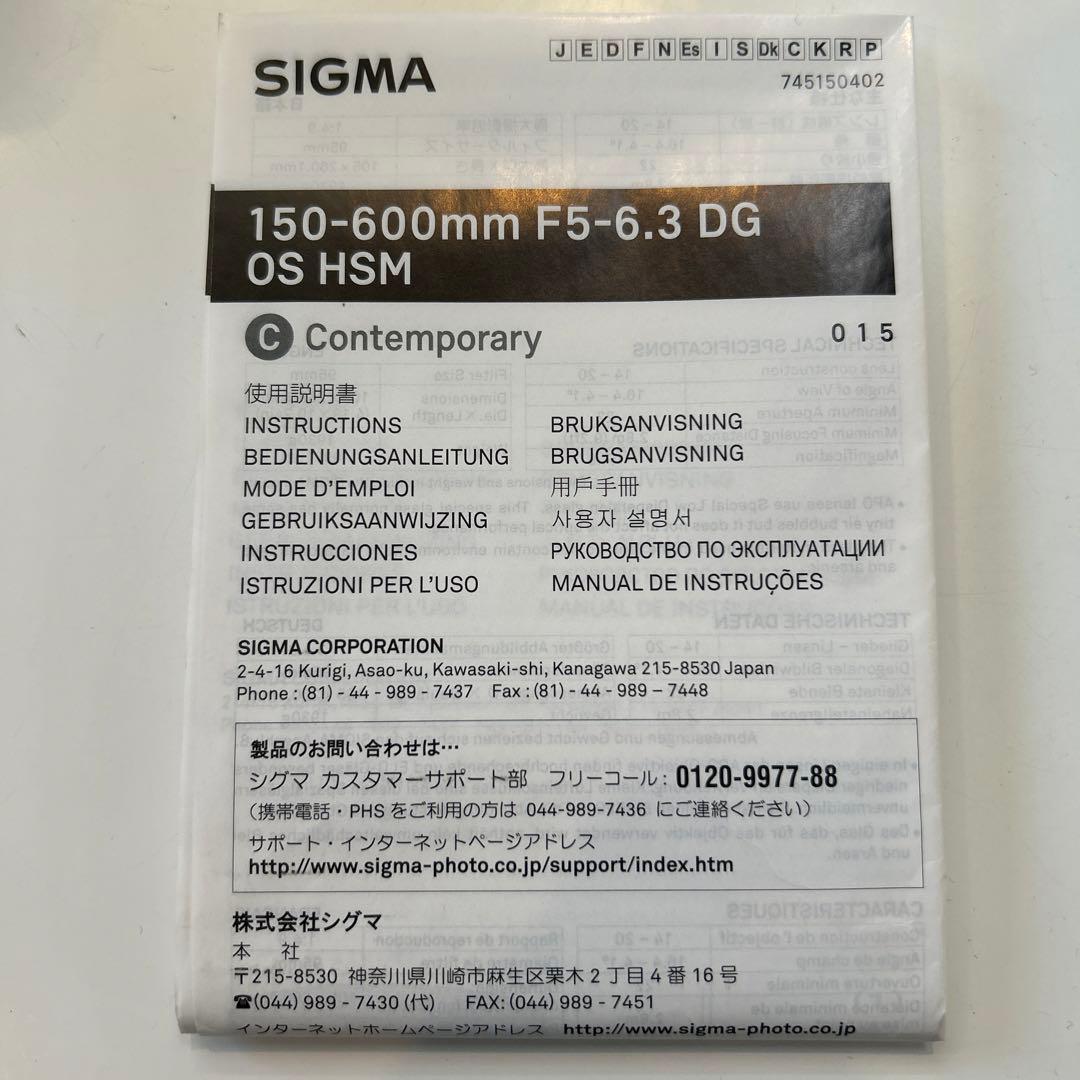 SIGMA
J E D F N Es I S Dk C K R P
745150402
150-600mm F5-6.3 DG
OS HSM
C Contemporary
015
使用説明書
INSTRUCTIONS
BEDIENUNGSANLEITUNG
MODE D'EMPLOI
GEBRUIKSAANWIJZING
INSTRUCCIONES
ISTRUZIONI PER L'USO
BRUKSANVISNING
BRUGSANVISNING
用戶手冊
사용자 설명서
РУКОВОДСТВО ПО ЭКСПЛУАТАЦИИ
MANUAL DE INSTRUÇÕES
SIGMA CORPORATION
2-4-16 Kurigi, Asao-ku, Kawasaki-shi, Kanagawa 215-8530 Japan
Phone : (81) - 44 - 989 - 7437 Fax : (81) - 44 - 989 – 7448
製品のお問い合わせは…
シグマ カスタマーサポート部 フリーコール : 0120-9977-88
（携帯電話・PHS をご利用の方は 044-989-7436 にご連絡ください）
サポート・インターネットページアドレス
http://www.sigma-photo.co.jp/support/index.htm
株式会社シグマ
本 社
〒215-8530 神奈川県川崎市麻生区栗木 2 丁目 4 番 16 号
☎(044) 989 - 7430 (代) FAX: (044) 989 - 7451
インターネットホームページアドレス http://www.sigma-photo.co.jp